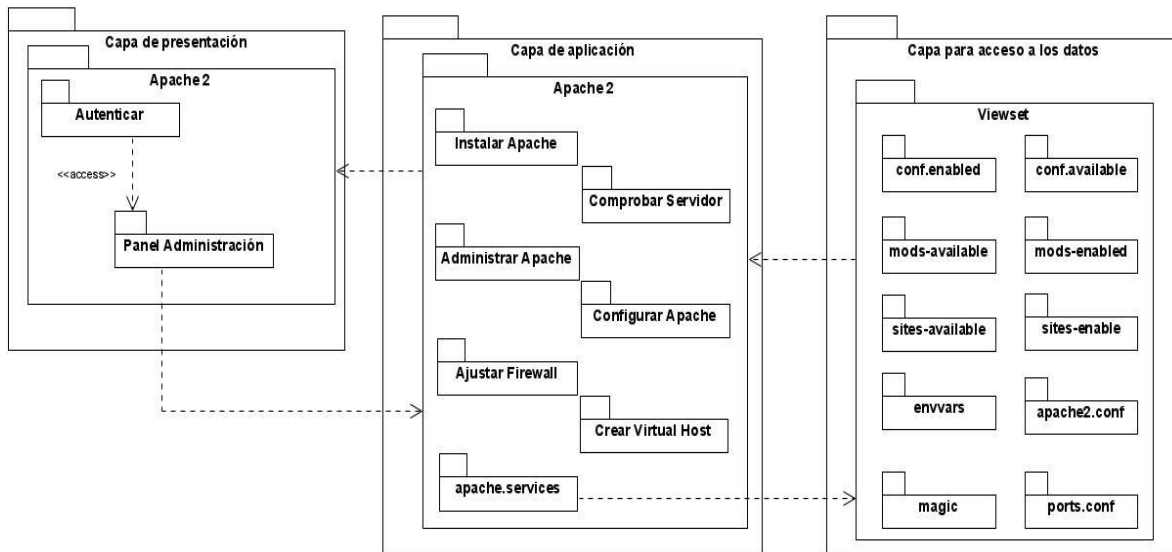 Capa de presentación
Apache 2
Autenticar
<<access>>
Panel Administración
Capa de aplicación
Apache 2
Instalar Apache
Comprobar Servidor
Administrar Apache
Configurar Apache
Ajustar Firewall
Crear Virtual Host
apache.services
Capa para acceso a los datos
Viewset
conf.enabled
conf.available
mods-available
mods-enabled
sites-available
sites-enable
envvars
apache2.conf
magic
ports.conf